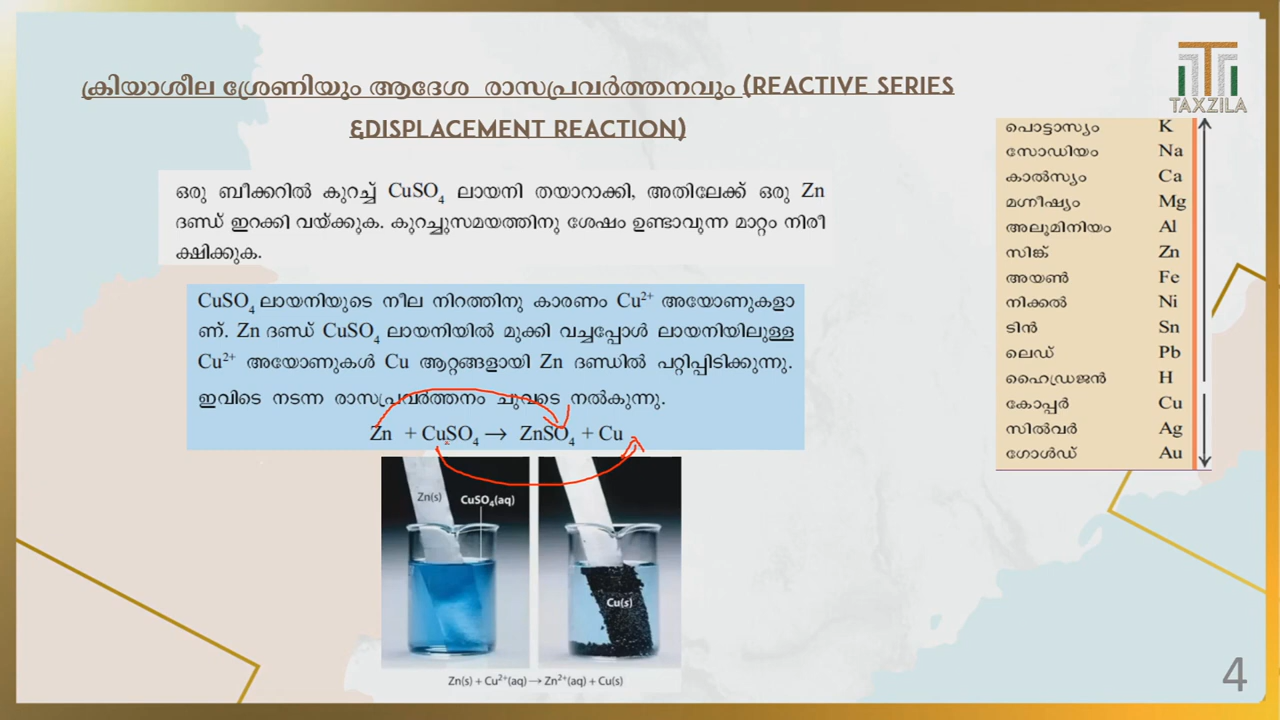 ക്രിയാശീല ശ്രേണിയും ആദേശ രാസപ്രവർത്തനവും (REACTIVE SERIES
&DISPLACEMENT REACTION)
TAXZILA
ഒരു ബീക്കറിൽ കുറച്ച് CuSO₄ ലായനി തയാറാക്കി, അതിലേക്ക് ഒരു Zn
ദണ്ഡ് ഇറക്കി വയ്ക്കുക. കുറച്ചുസമയത്തിനു ശേഷം ഉണ്ടാവുന്ന മാറ്റം നിരീ
ക്ഷിക്കുക.
CuSO₄ ലായനിയുടെ നീല നിറത്തിനു കാരണം Cu²⁺ അയോണുകളാ
ണ്. Zn ദണ്ഡ് CuSO₄ ലായനിയിൽ മുക്കി വച്ചപ്പോൾ ലായനിയിലുള്ള
Cu²⁺ അയോണുകൾ Cu ആറ്റങ്ങളായി Zn ദണ്ഡിൽ പറ്റിപ്പിടിക്കുന്നു.
ഇവിടെ നടന്ന രാസപ്രവർത്തനം ചുവടെ നൽകുന്നു.
Zn + CuSO₄ → ZnSO₄ + Cu
Zn(s)
CuSO₄(aq)
Cu(s)
Zn(s) + Cu²⁺(aq) → Zn²⁺(aq) + Cu(s)
പൊട്ടാസ്യം K
സോഡിയം Na
കാൽസ്യം Ca
മഗ്നീഷ്യം Mg
അലൂമിനിയം Al
സിങ്ക് Zn
അയൺ Fe
നിക്കൽ Ni
ടിൻ Sn
ലെഡ് Pb
ഹൈഡ്രജൻ H
കോപ്പർ Cu
സിൽവർ Ag
ഗോൾഡ് Au
4